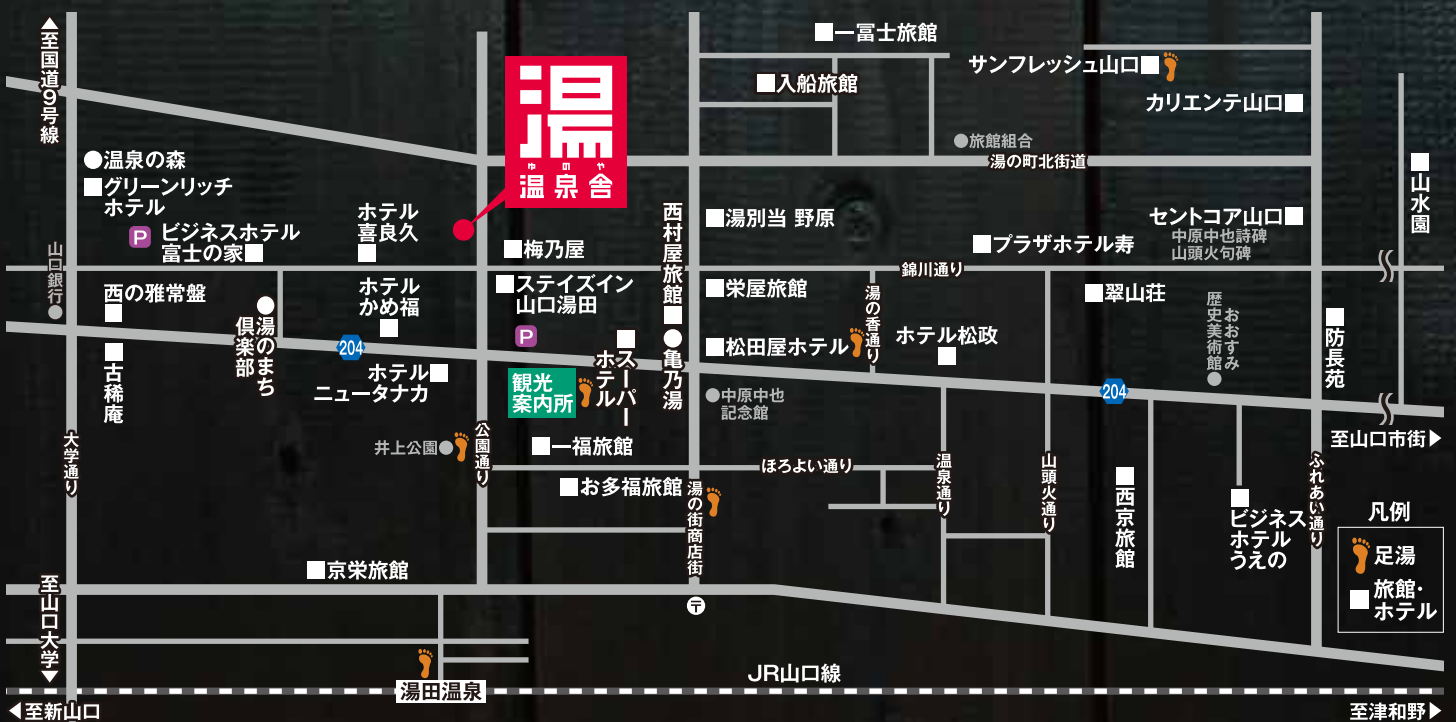 ▲至国道9号線
一冨士旅館
サンフレッシュ山口
入船旅館
カリエンテ山口
湯
ゆのや
温泉舎
旅館組合
湯の町北街道
温泉の森
グリーンリッチ
ホテル
P
ビジネスホテル
富士の家
ホテル
喜良久
梅乃屋
西村屋旅館
湯別当 野原
プラザホテル寿
セントコア山口
中原中也詩碑
山頭火句碑
山水園
山口銀行
錦川通り
西の雅常盤
湯のまち
倶楽部
ホテル
かめ福
ステイズイン
山口湯田
P
栄屋旅館
湯の香通り
翠山荘
おおすみ
歴史美術館
防長苑
204
亀乃湯
松田屋ホテル
ホテル松政
古稀庵
ホテル
ニュータナカ
観光
案内所
スーパー
ホテル
中原中也
記念館
204
至山口市街▶
大学通り
井上公園
公園通り
一福旅館
ほろよい通り
温泉通り
山頭火通り
西京旅館
ふれあい通り
お多福旅館
湯の街商店街
ビジネス
ホテル
うえの
凡例
足湯
旅館・
ホテル
京栄旅館
〒
至山口大学▼
湯田温泉
JR山口線
◀至新山口
至津和野▶